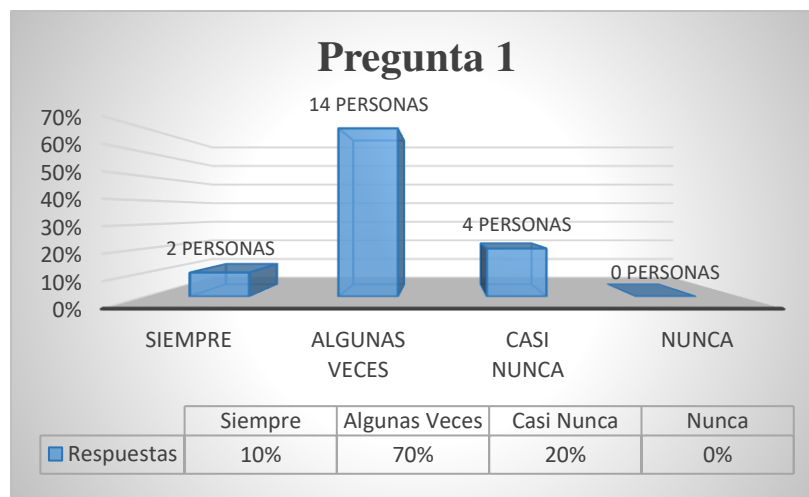 Pregunta 1
14 PERSONAS
70%
60%
50%
40%
30%
20%
10%
0%
2 PERSONAS
4 PERSONAS
0 PERSONAS
SIEMPRE
ALGUNAS
VECES
CASI
NUNCA
NUNCA
Siempre Algunas Veces Casi Nunca Nunca
Respuestas 10% 70% 20% 0%